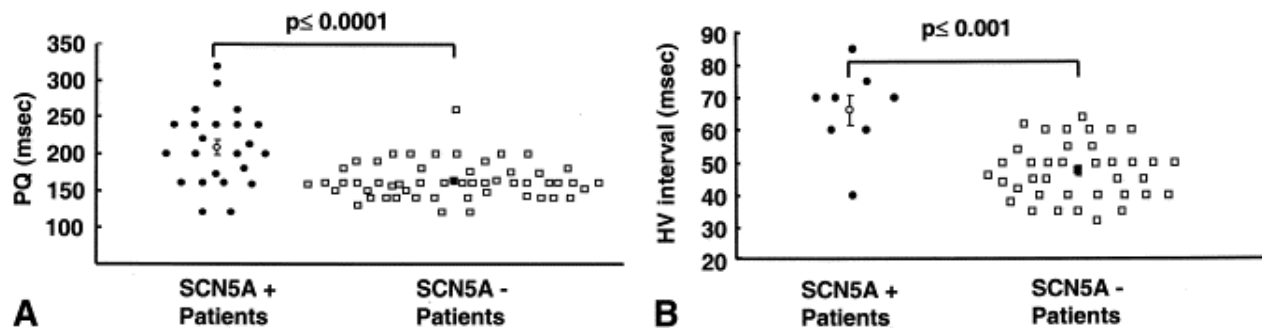 p≤ 0.0001
350
300
250
200
150
100
PQ (msec)
SCN5A +
Patients
SCN5A -
Patients
A
p≤ 0.001
90
80
70
60
50
40
30
20
HV interval (msec)
SCN5A +
Patients
SCN5A -
Patients
B